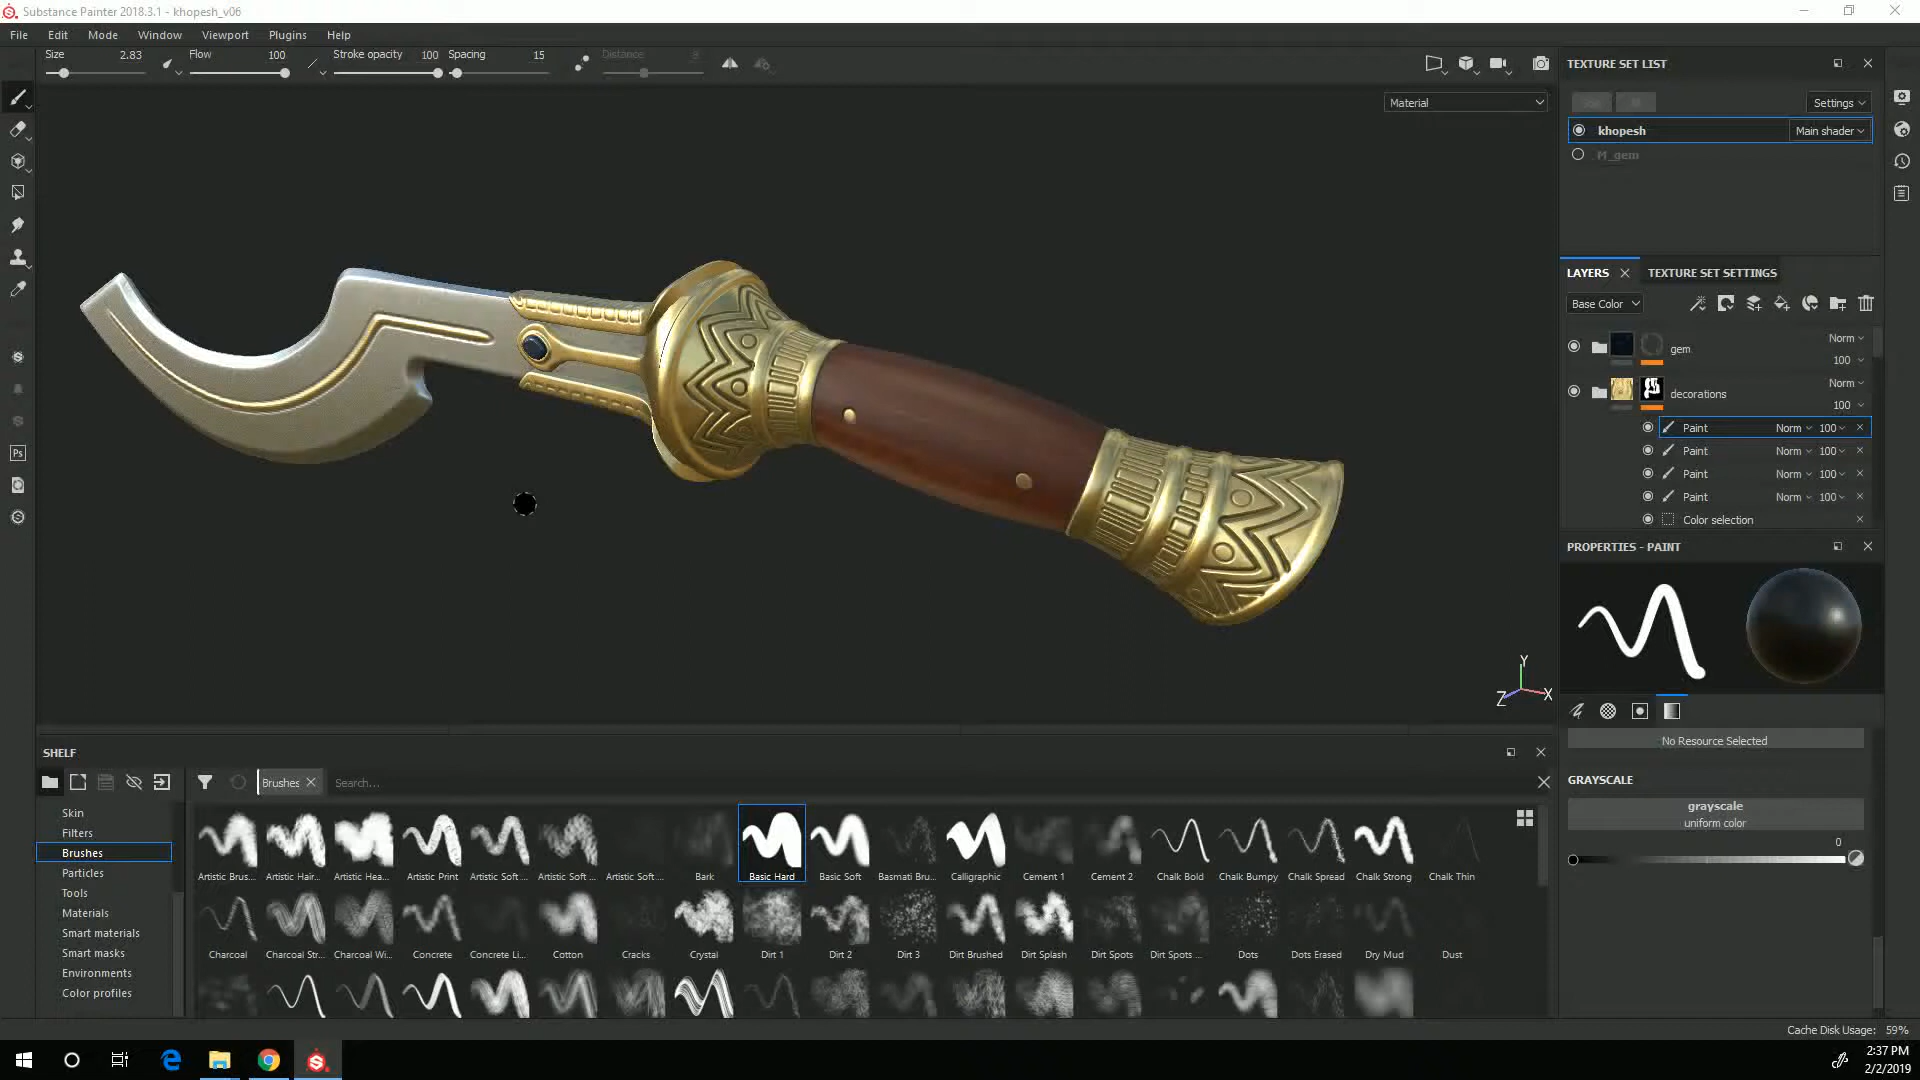 Substance Painter 2018.3.1 - khopesh_v06
File Edit Mode Window Viewport Plugins Help
Size 2.83 Flow 100 Stroke opacity 100 Spacing 15 Distance 8
Material
TEXTURE SET LIST
Settings
khopesh Main shader
M_gem
LAYERS TEXTURE SET SETTINGS
Base Color
gem Norm
100
decorations Norm
100
Paint Norm 100
Paint Norm 100
Paint Norm 100
Paint Norm 100
Color selection
PROPERTIES - PAINT
No Resource Selected
GRAYSCALE
grayscale
uniform color
0
Y
Z X
SHELF
Brushes Search...
Skin
Filters
Brushes
Particles
Tools
Materials
Smart materials
Smart masks
Environments
Color profiles
Artistic Brus... Artistic Hair... Artistic Hea... Artistic Print Artistic Soft ... Artistic Soft ... Artistic Soft ... Bark Basic Hard Basic Soft Basmati Bru... Calligraphic Cement 1 Cement 2 Chalk Bold Chalk Bumpy Chalk Spread Chalk Strong Chalk Thin
Charcoal Charcoal Str... Charcoal Wi... Concrete Concrete Li... Cotton Cracks Crystal Dirt 1 Dirt 2 Dirt 3 Dirt Brushed Dirt Splash Dirt Spots Dirt Spots ... Dots Dots Erased Dry Mud Dust
Ps
Cache Disk Usage: 59%
2:37 PM
2/2/2019